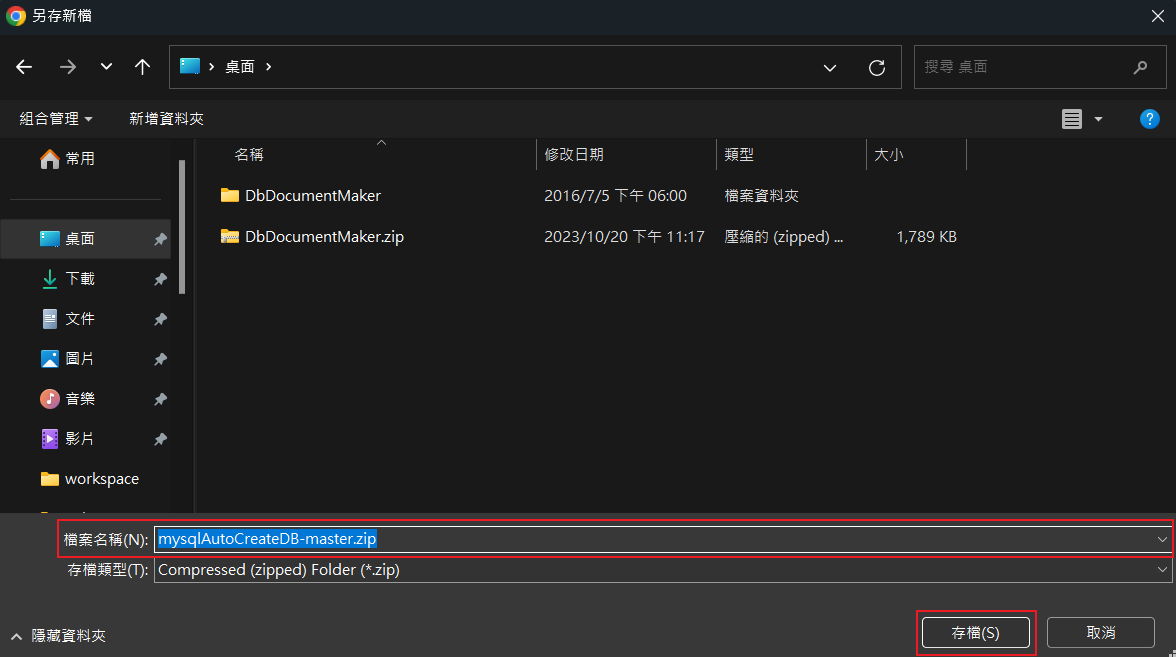 另存新檔
桌面
搜尋 桌面
組合管理 新增資料夾
名稱 修改日期 類型 大小
常用
DbDocumentMaker 2016/7/5 下午 06:00 檔案資料夾
DbDocumentMaker.zip 2023/10/20 下午 11:17 壓縮的 (zipped) ... 1,789 KB
桌面
下載
文件
圖片
音樂
影片
workspace
檔案名稱(N): mysqlAutoCreateDB-master.zip
存檔類型(T): Compressed (zipped) Folder (*.zip)
隱藏資料夾 存檔(S) 取消